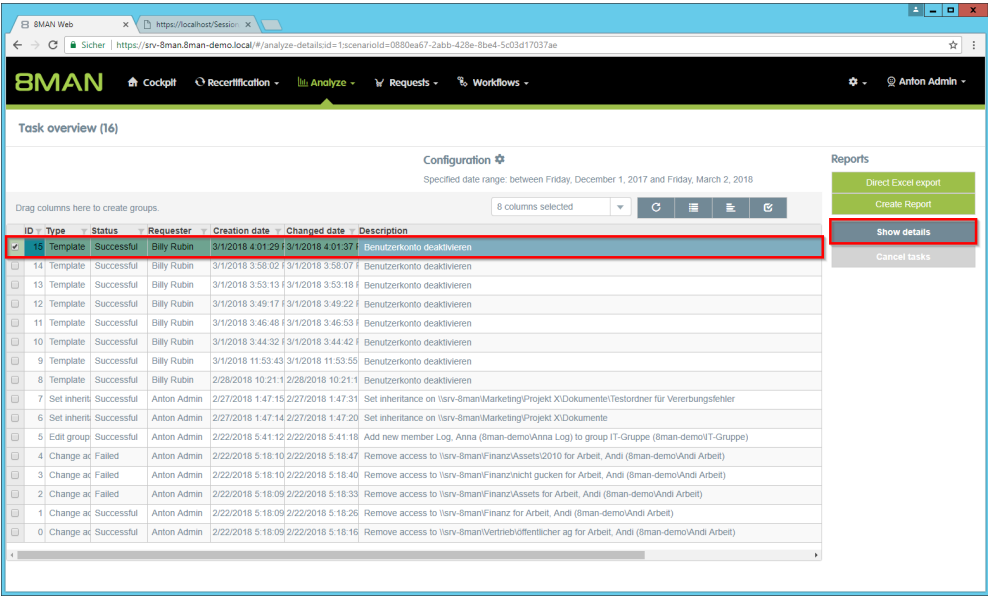 8MAN Web
https://localhost/Session
Sicher | https://srv-8man.8man-demo.local/#/analyze-details;id=1;scenarioId=0880ea67-2abb-428e-8be4-5c03d17037ae
8MAN Cockpit Recertification Analyze Requests Workflows Anton Admin
Task overview (16)
Configuration
Specified date range: between Friday, December 1, 2017 and Friday, March 2, 2018
Reports
Direct Excel export
Create Report
Show details
Cancel tasks
Drag columns here to create groups.
8 columns selected
ID Type Status Requester Creation date Changed date Description
15 Template Successful Billy Rubin 3/1/2018 4:01:29 3/1/2018 4:01:37 Benutzerkonto deaktivieren
14 Template Successful Billy Rubin 3/1/2018 3:58:02 3/1/2018 3:58:07 Benutzerkonto deaktivieren
13 Template Successful Billy Rubin 3/1/2018 3:53:13 3/1/2018 3:53:18 Benutzerkonto deaktivieren
12 Template Successful Billy Rubin 3/1/2018 3:49:17 3/1/2018 3:49:22 Benutzerkonto deaktivieren
11 Template Successful Billy Rubin 3/1/2018 3:46:48 3/1/2018 3:46:53 Benutzerkonto deaktivieren
10 Template Successful Billy Rubin 3/1/2018 3:44:32 3/1/2018 3:44:42 Benutzerkonto deaktivieren
9 Template Successful Billy Rubin 3/1/2018 11:53:43 3/1/2018 11:53:55 Benutzerkonto deaktivieren
8 Template Successful Billy Rubin 2/28/2018 10:21:1 2/28/2018 10:21:1 Benutzerkonto deaktivieren
7 Set inherit Successful Anton Admin 2/27/2018 1:47:15 2/27/2018 1:47:31 Set inheritance on \\srv-8man\Marketing\Projekt X\Dokumente\Testordner für Vererbungsfehler
6 Set inherit Successful Anton Admin 2/27/2018 1:47:14 2/27/2018 1:47:20 Set inheritance on \\srv-8man\Marketing\Projekt X\Dokumente
5 Edit group Successful Anton Admin 2/22/2018 5:41:12 2/22/2018 5:41:18 Add new member Log, Anna (8man-demo\Anna Log) to group IT-Gruppe (8man-demo\IT-Gruppe)
4 Change ac Failed Anton Admin 2/22/2018 5:18:10 2/22/2018 5:18:47 Remove access to \\srv-8man\Finanz\Assets\2010 for Arbeit, Andi (8man-demo\Andi Arbeit)
3 Change ac Failed Anton Admin 2/22/2018 5:18:10 2/22/2018 5:18:40 Remove access to \\srv-8man\Finanz\nicht gucken for Arbeit, Andi (8man-demo\Andi Arbeit)
2 Change ac Failed Anton Admin 2/22/2018 5:18:09 2/22/2018 5:18:33 Remove access to \\srv-8man\Finanz\Assets for Arbeit, Andi (8man-demo\Andi Arbeit)
1 Change ac Successful Anton Admin 2/22/2018 5:18:09 2/22/2018 5:18:26 Remove access to \\srv-8man\Finanz for Arbeit, Andi (8man-demo\Andi Arbeit)
0 Change ac Successful Anton Admin 2/22/2018 5:18:09 2/22/2018 5:18:16 Remove access to \\srv-8man\Vertrieb\öffentlicher ag for Arbeit, Andi (8man-demo\Andi Arbeit)